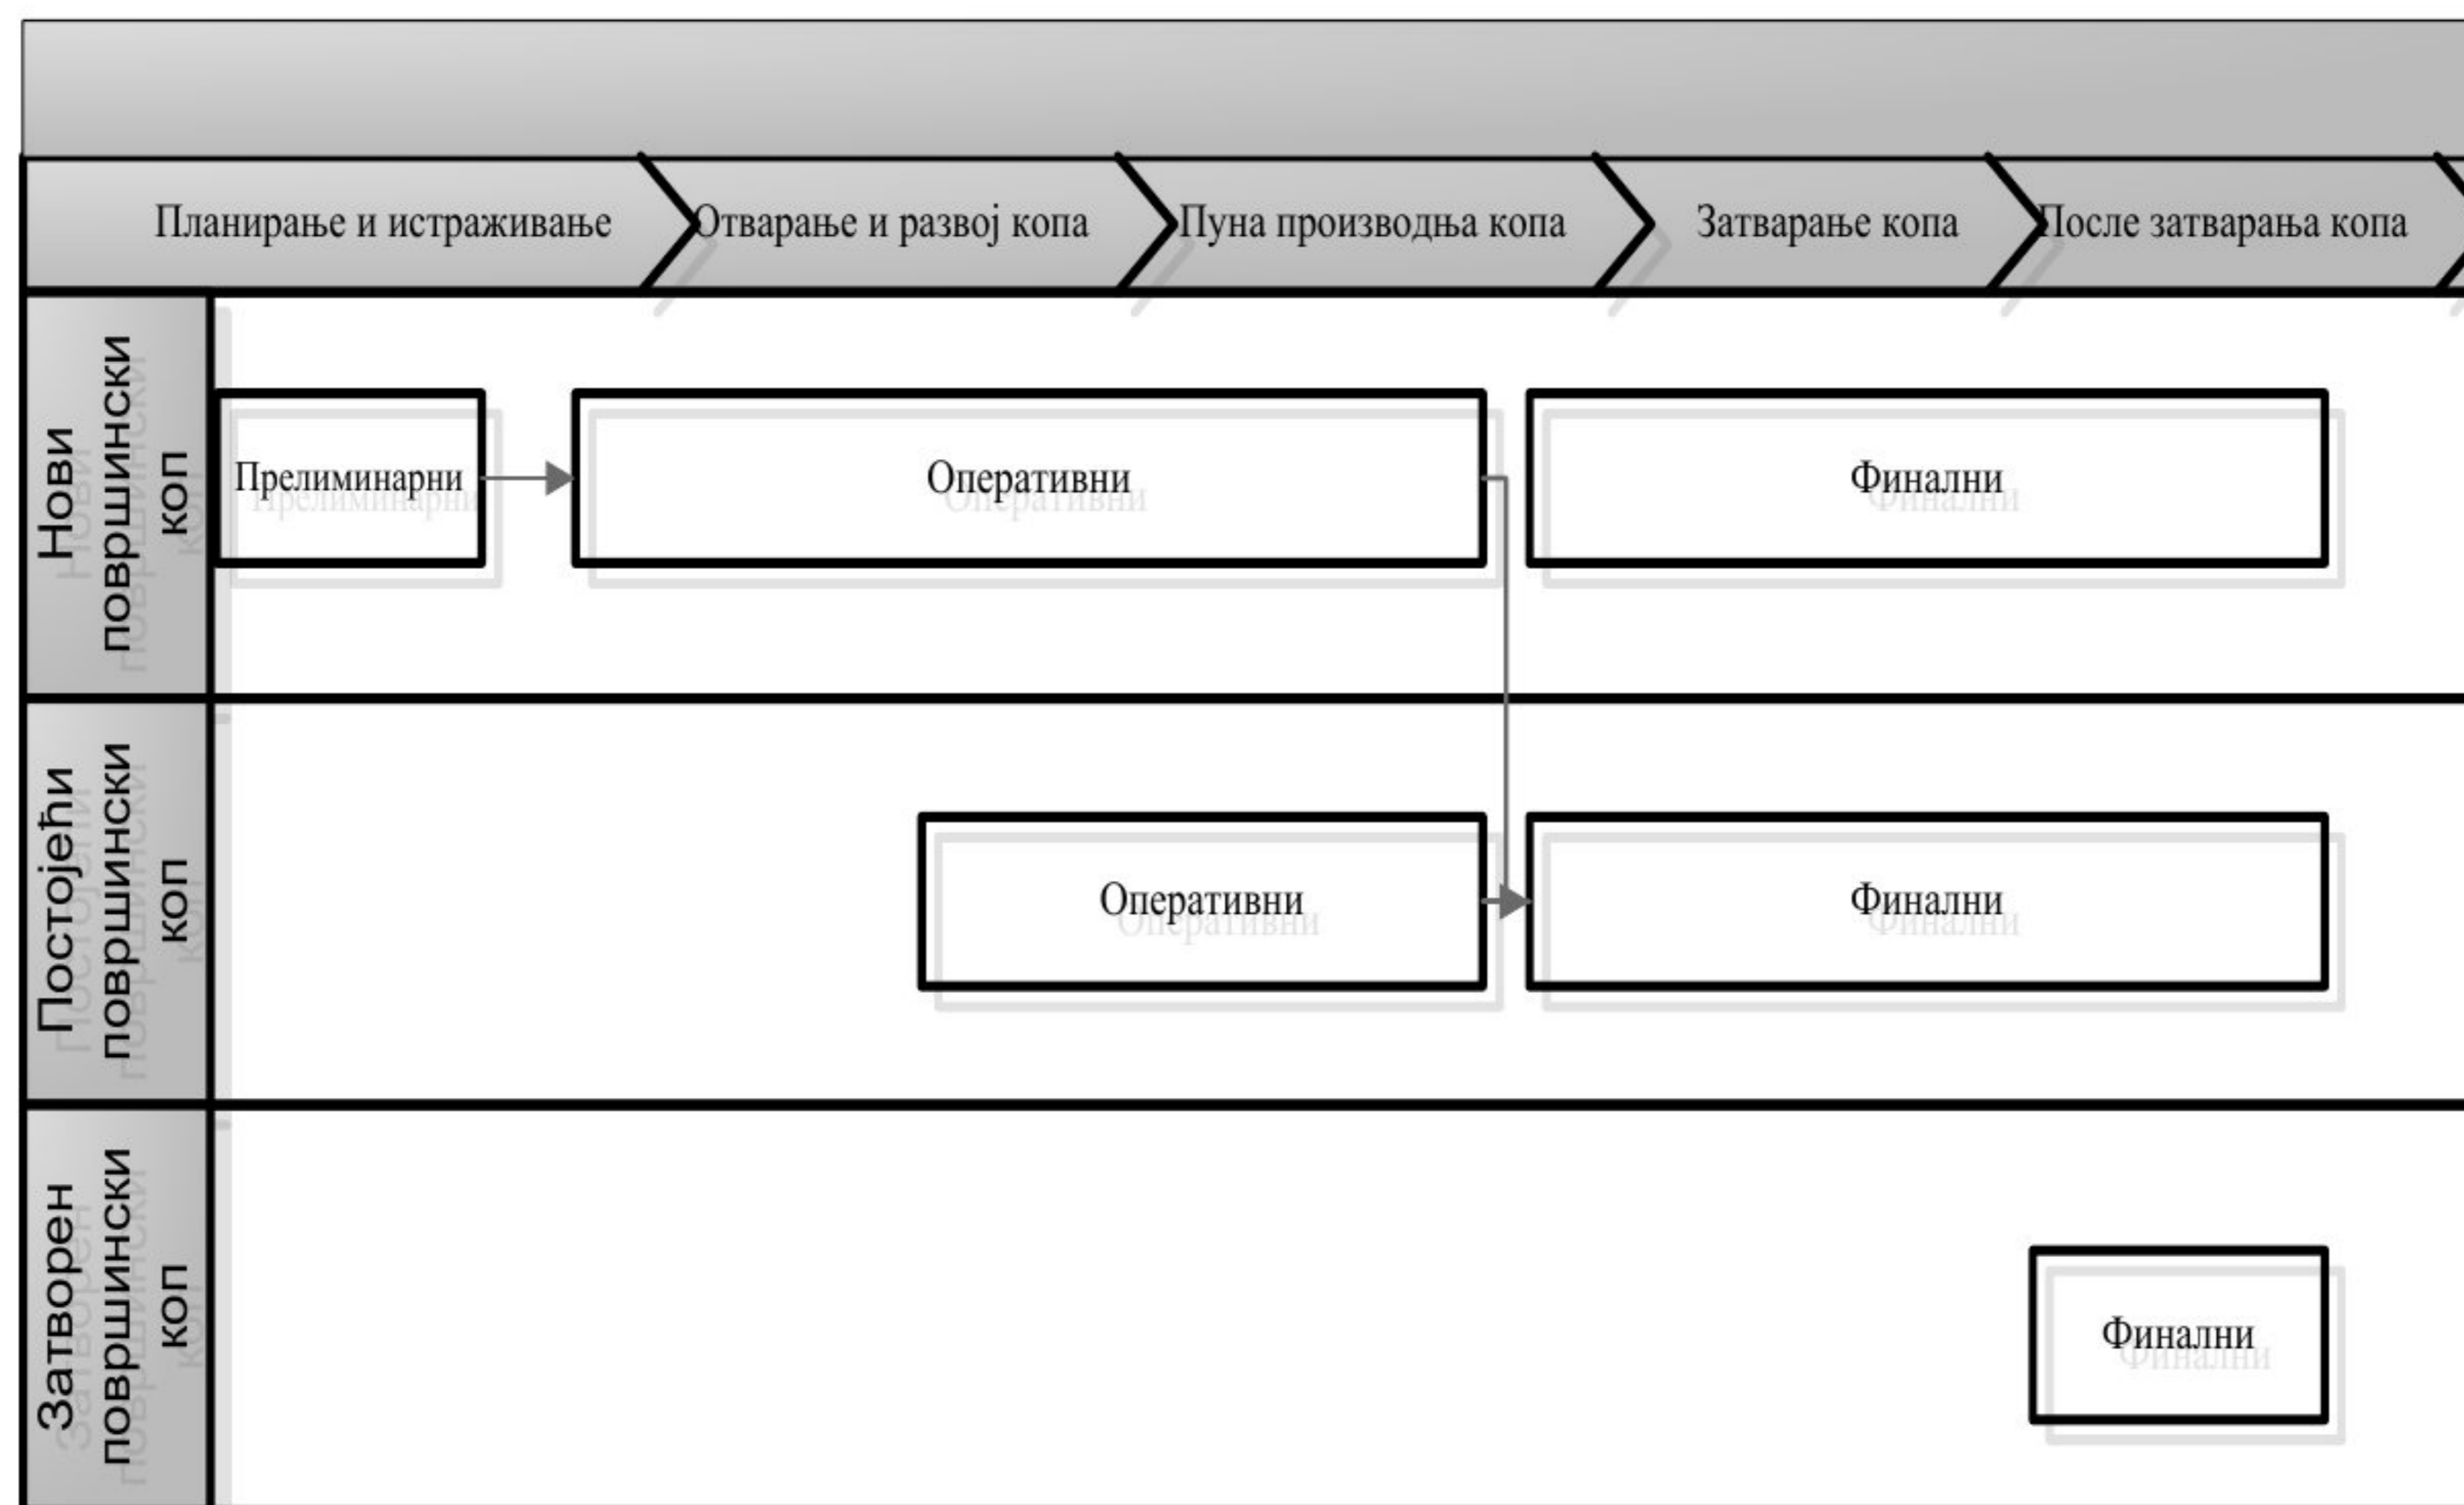 Планирање и истраживање
Отварање и развој копа
Пуна производња копа
Затварање копа
После затварања копа
Нови
површински
коп
Прелиминарни
Оперативни
Финални
Постојећи
површински
коп
Оперативни
Финални
Затворен
површински
коп
Финални